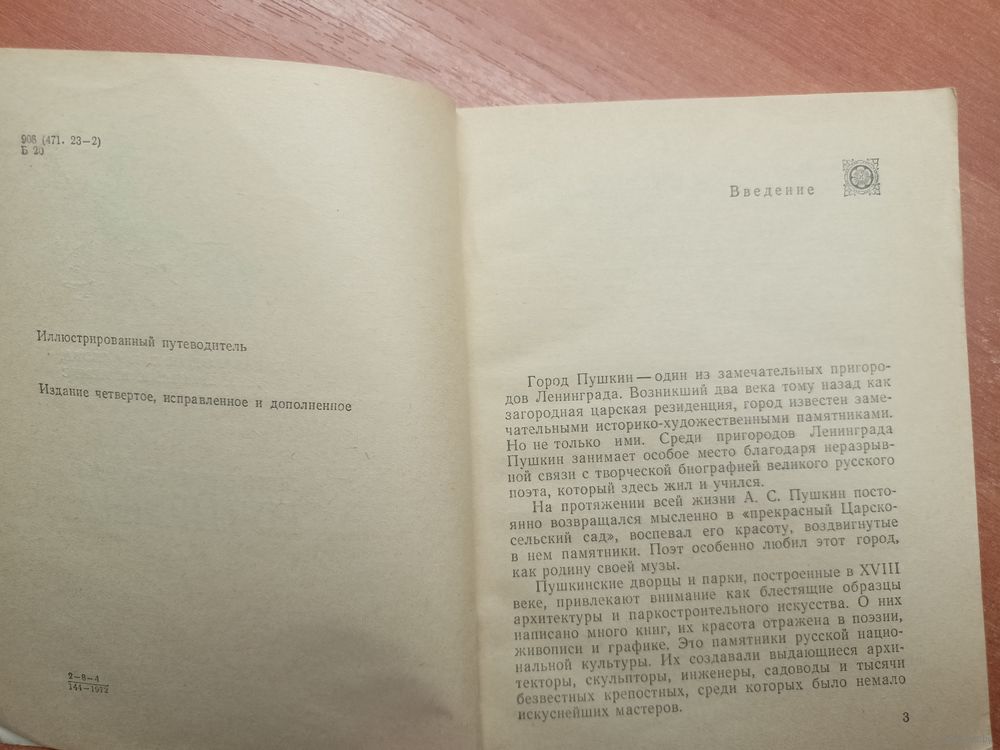 908 (471. 23—2)
Б 20
Иллюстрированный путеводитель
Издание четвертое, исправленное и дополненное
2—8—4
144—1972
Введение
Город Пушкин — один из замечательных пригоро-
дов Ленинграда. Возникший два века тому назад как
загородная царская резиденция, город известен заме-
чательными историко-художественными памятниками.
Но не только ими. Среди пригородов Ленинграда
Пушкин занимает особое место благодаря неразрыв-
ной связи с творческой биографией великого русского
поэта, который здесь жил и учился.
На протяжении всей жизни А. С. Пушкин посто-
янно возвращался мысленно в «прекрасный Царско-
сельский сад», воспевал его красоту, воздвигнутые
в нем памятники. Поэт особенно любил этот город,
как родину своей музы.
Пушкинские дворцы и парки, построенные в XVIII
веке, привлекают внимание как блестящие образцы
архитектуры и паркостроительного искусства. О них
написано много книг, их красота отражена в поэзии,
живописи и графике. Это памятники русской нацио-
нальной культуры. Их создавали выдающиеся архи-
текторы, скульпторы, инженеры, садоводы и тысячи
безвестных крепостных, среди которых было немало
искуснейших мастеров.
3